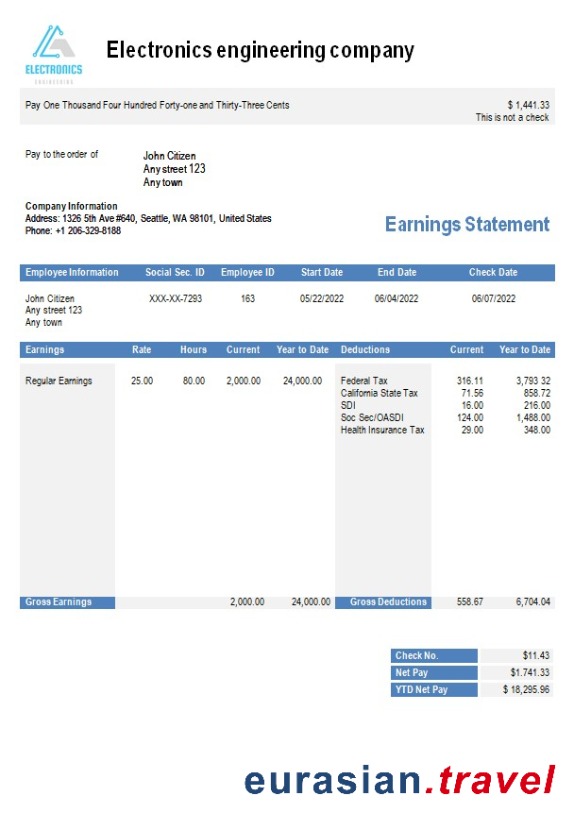 ELECTRONICS
ENGINEERING
Electronics engineering company
Pay One Thousand Four Hundred Forty-one and Thirty-Three Cents $ 1,441.33
This is not a check
Pay to the order of John Citizen
Any street 123
Any town
Company Information
Address: 1326 5th Ave #640, Seattle, WA 98101, United States
Phone: +1 206-329-8188
Earnings Statement
Employee Information Social Sec. ID Employee ID Start Date End Date Check Date
John Citizen XXX-XX-7293 163 05/22/2022 06/04/2022 06/07/2022
Any street 123
Any town
Earnings Rate Hours Current Year to Date Deductions Current Year to Date
Regular Earnings 25.00 80.00 2,000.00 24,000.00 Federal Tax 316.11 3,793 32
California State Tax 71.56 858.72
SDI 16.00 216.00
Soc Sec/OASDI 124.00 1,488.00
Health Insurance Tax 29.00 348.00
Gross Earnings 2,000.00 24,000.00 Gross Deductions 558.67 6,704.04
Check No. $11.43
Net Pay $1.741.33
YTD Net Pay $ 18,295.96
eurasian.travel